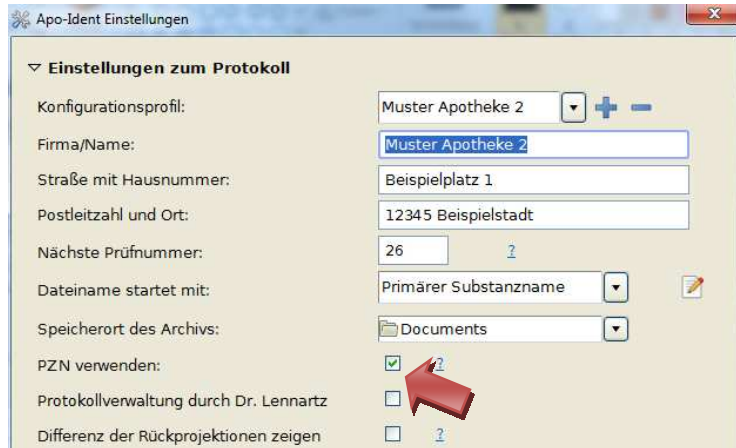 Apo-Ident Einstellungen
Einstellungen zum Protokoll
Konfigurationsprofil: Muster Apotheke 2
Firma/Name: Muster Apotheke 2
Straße mit Hausnummer: Beispielplatz 1
Postleitzahl und Ort: 12345 Beispielstadt
Nächste Prüfnummer: 26 ?
Dateiname startet mit: Primärer Substanzname
Speicherort des Archivs: Documents
PZN verwenden: ?
Protokollverwaltung durch Dr. Lennartz
Differenz der Rückprojektionen zeigen ?